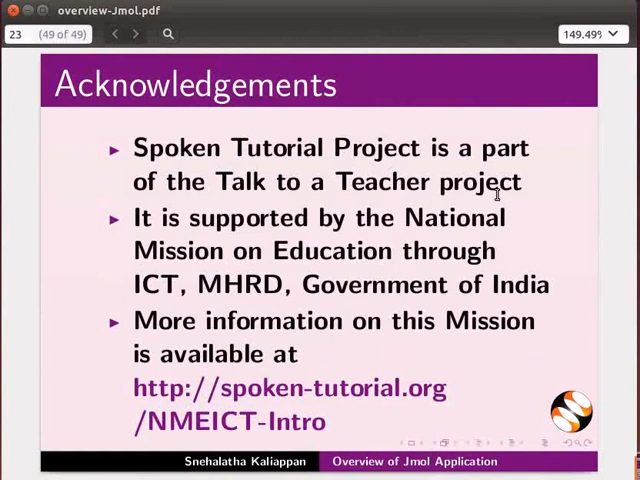 overview-Jmol.pdf
23 (49 of 49) 149.49%
Acknowledgements
Spoken Tutorial Project is a part
of the Talk to a Teacher project
It is supported by the National
Mission on Education through
ICT, MHRD, Government of India
More information on this Mission
is available at
http://spoken-tutorial.org
/NMEICT-Intro
Snehalatha Kaliappan Overview of Jmol Application